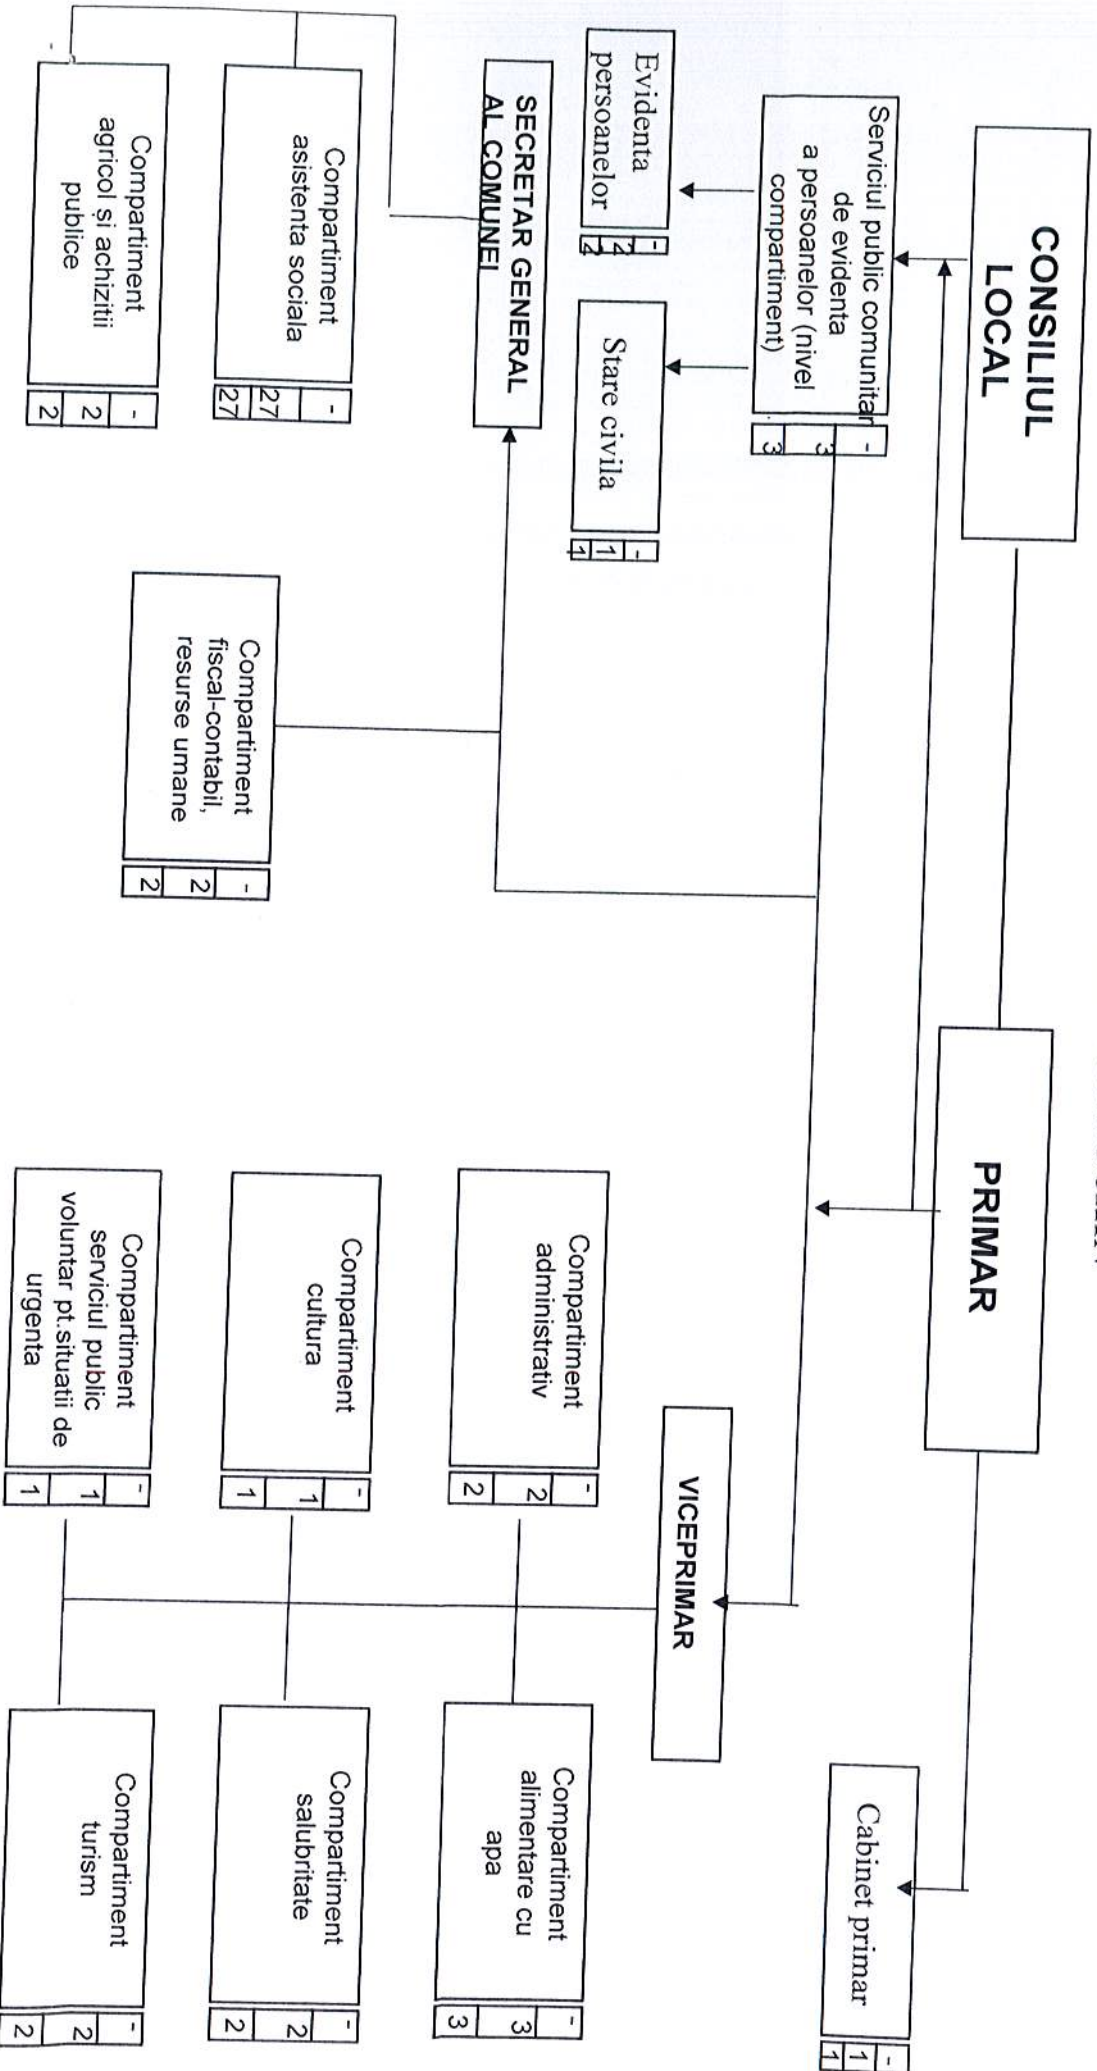 CONSILIUL
LOCAL
PRIMAR
Serviciul public comunitar
de evidenta
a persoanelor (nivel
compartiment)
-
3
3
Cabinet primar
-
1
1
Evidenta
persoanelor
-
2
2
Stare civila
-
1
1
SECRETAR GENERAL
AL COMUNEI
VICEPRIMAR
Compartiment
asistenta sociala
-
27
27
Compartiment
agricol și achizitii
publice
-
2
2
Compartiment
fiscal-contabil,
resurse umane
-
2
2
Compartiment
administrativ
-
2
2
Compartiment
alimentare cu
apa
-
3
3
Compartiment
cultura
-
1
1
Compartiment
salubritate
-
2
2
Compartiment
serviciul public
voluntar pt.situatii de
urgenta
-
1
1
Compartiment
turism
-
2
2